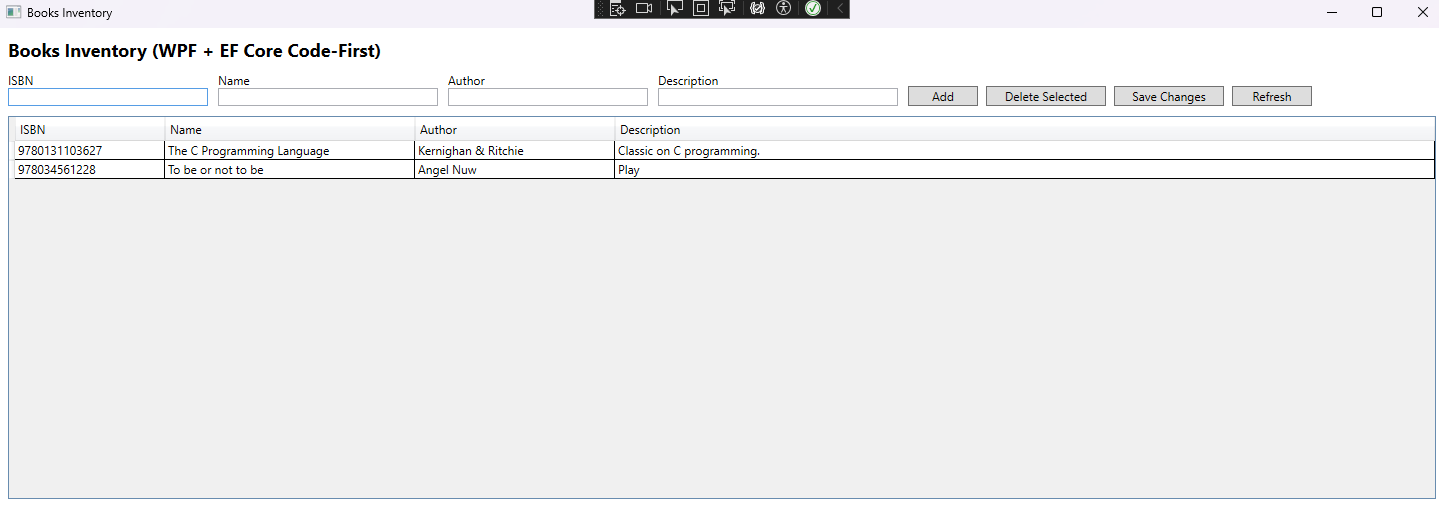 Books Inventory
Books Inventory (WPF + EF Core Code-First)
ISBN Name Author Description
Add Delete Selected Save Changes Refresh
ISBN Name Author Description
9780131103627 The C Programming Language Kernighan & Ritchie Classic on C programming.
978034561228 To be or not to be Angel Nuw Play